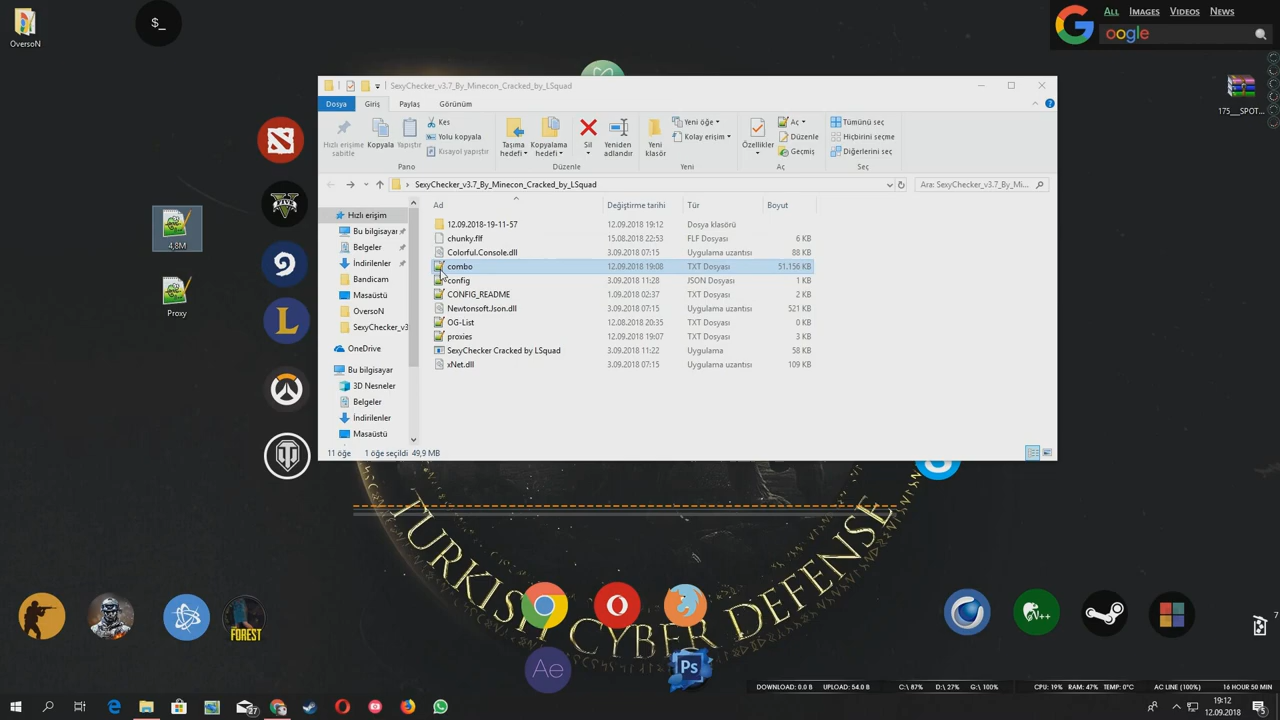 OversoN
$_
All Images Videos News
oogle
175__SPOT...
SexyChecker_v3.7_By_Minecon_Cracked_by_LSquad
Dosya Giriş Paylaş Görünüm
Hızlı erişime sabitle
Kopyala
Yapıştır
Kes
Yolu kopyala
Kısayol yapıştır
Pano
Taşıma hedefi
Kopyalama hedefi
Sil
Yeniden adlandır
Düzenle
Yeni klasör
Yeni öğe
Kolay erişim
Yeni
Özellikler
Aç
Düzenle
Geçmiş
Aç
Tümünü seç
Hiçbirini seçme
Diğerlerini seç
Seç
SexyChecker_v3.7_By_Minecon_Cracked_by_LSquad
Ara: SexyChecker_v3.7_By_Mi...
Hızlı erişim
Bu bilgisayar
Belgeler
İndirilenler
Bandicam
Masaüstü
OversoN
SexyChecker_v3
OneDrive
Bu bilgisayar
3D Nesneler
Belgeler
İndirilenler
Masaüstü
Ad Değiştirme tarihi Tür Boyut
12.09.2018-19-11-57 12.09.2018 19:12 Dosya klasörü
chunky.flf 15.08.2018 22:53 FLF Dosyası 6 KB
Colorful.Console.dll 3.09.2018 07:15 Uygulama uzantısı 88 KB
combo 12.09.2018 19:08 TXT Dosyası 51.156 KB
config 3.09.2018 11:28 JSON Dosyası 1 KB
CONFIG_README 1.09.2018 02:37 TXT Dosyası 2 KB
Newtonsoft.Json.dll 3.09.2018 07:15 Uygulama uzantısı 521 KB
OG-List 12.08.2018 20:35 TXT Dosyası 0 KB
proxies 12.09.2018 19:07 TXT Dosyası 3 KB
SexyChecker Cracked by LSquad 3.09.2018 11:22 Uygulama 58 KB
xNet.dll 3.09.2018 07:15 Uygulama uzantısı 109 KB
11 öğe 1 öğe seçildi 49,9 MB
4,8M
Proxy
TURKISH CYBER DEFENSE
FOREST
Ae
Ps
N++
7
DOWNLOAD: 0.0 B UPLOAD: 54.0 B C:\ 87% D:\ 27% G:\ 100% CPU: 19% RAM: 47% TEMP: 0°C AC LINE (100%) 16 HOUR 50 MIN
27
19:12
12.09.2018